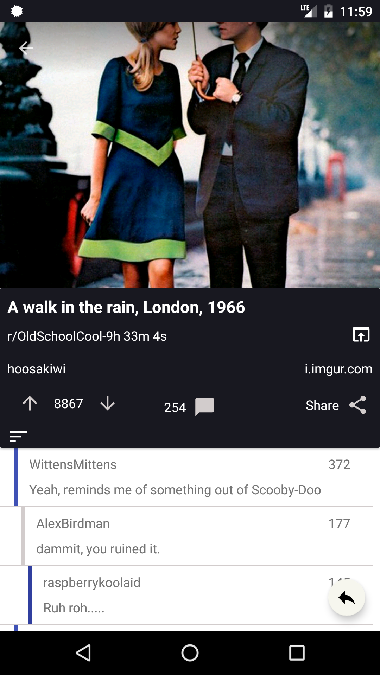 LTE 11:59
A walk in the rain, London, 1966
r/OldSchoolCool-9h 33m 4s
hoosakiwi i.imgur.com
8867 254 Share
WittensMittens 372
Yeah, reminds me of something out of Scooby-Doo
AlexBirdman 177
dammit, you ruined it.
raspberrykoolaid
Ruh roh.....